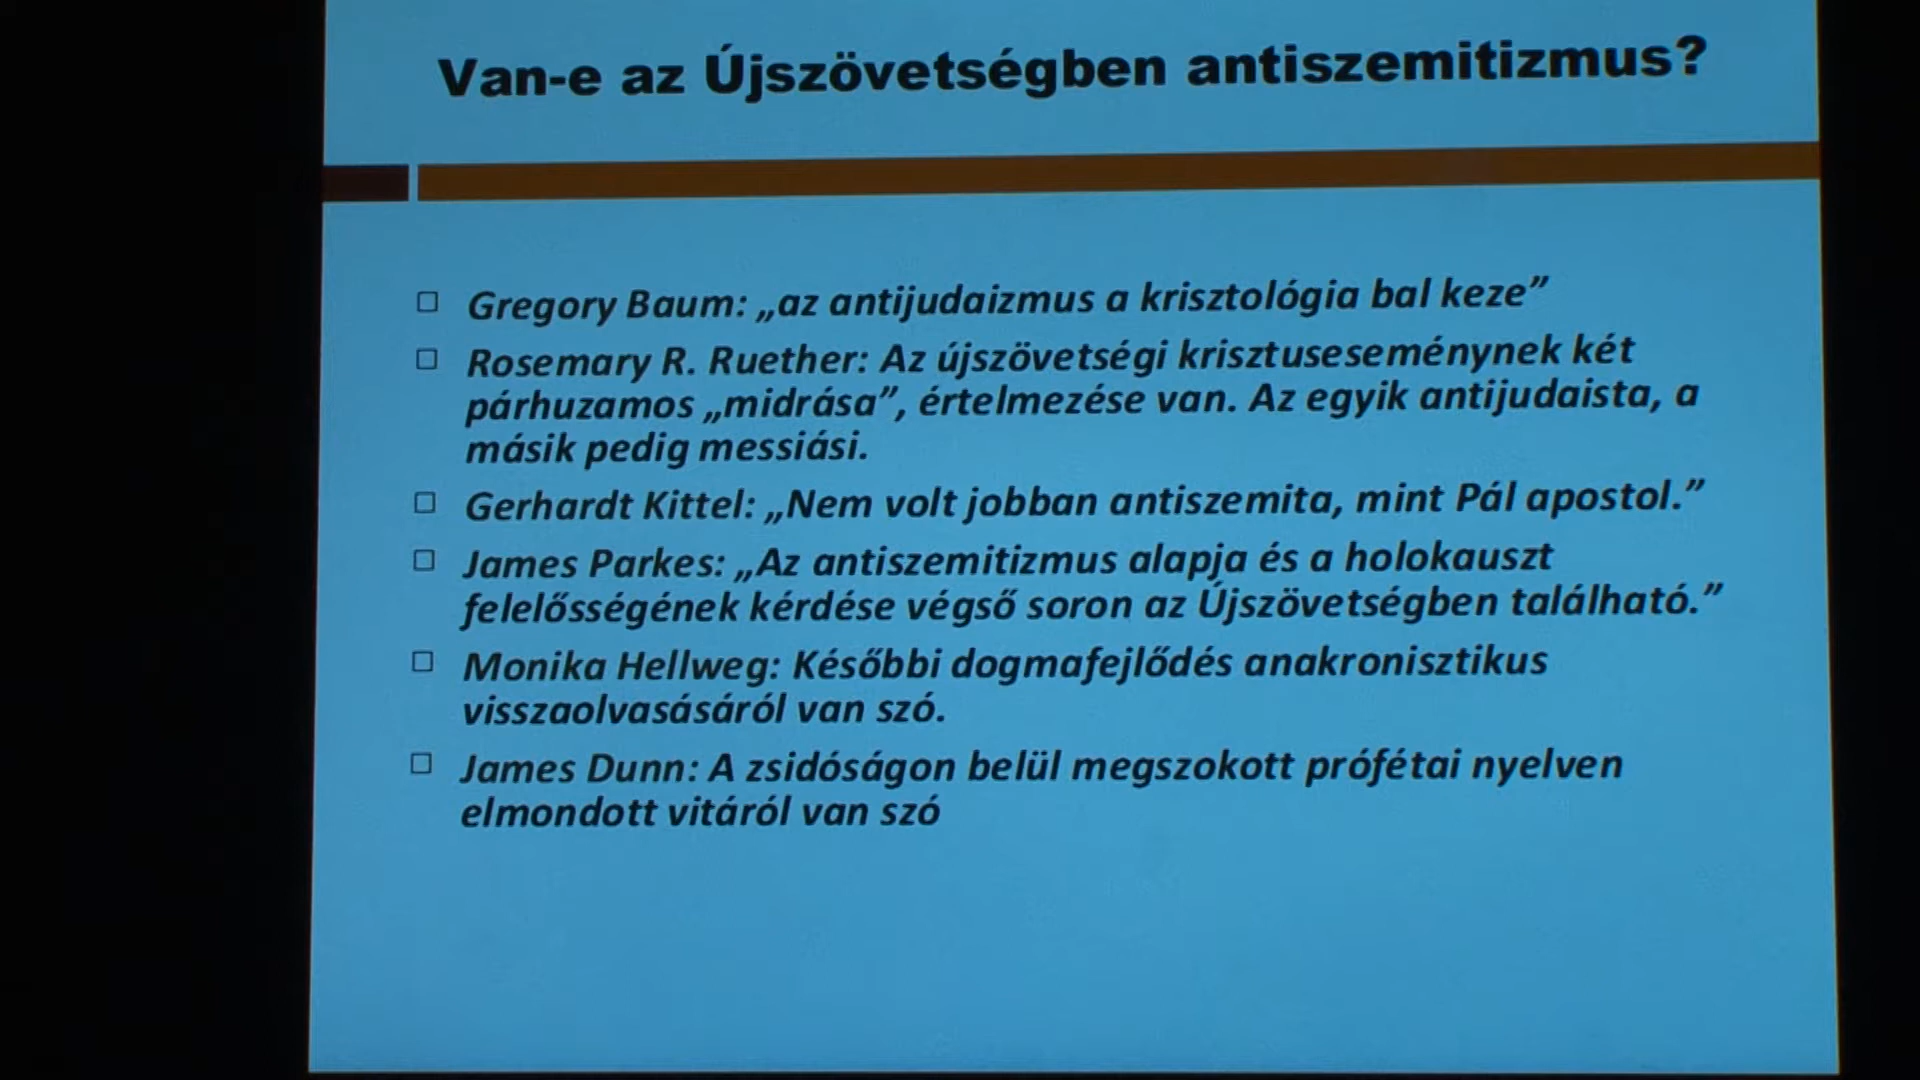 Van-e az Újszövetségben antiszemitizmus?
Gregory Baum: „az antijudaizmus a krisztológia bal keze”
Rosemary R. Ruether: Az újszövetségi krisztuseseménynek két
párhuzamos „midrása”, értelmezése van. Az egyik antijudaista, a
másik pedig messiási.
Gerhardt Kittel: „Nem volt jobban antiszemita, mint Pál apostol.”
James Parkes: „Az antiszemitizmus alapja és a holokauszt
felelősségének kérdése végső soron az Újszövetségben található.”
Monika Hellweg: Későbbi dogmafejlődés anakronisztikus
visszaolvasásáról van szó.
James Dunn: A zsidóságon belül megszokott prófétai nyelven
elmondott vitáról van szó